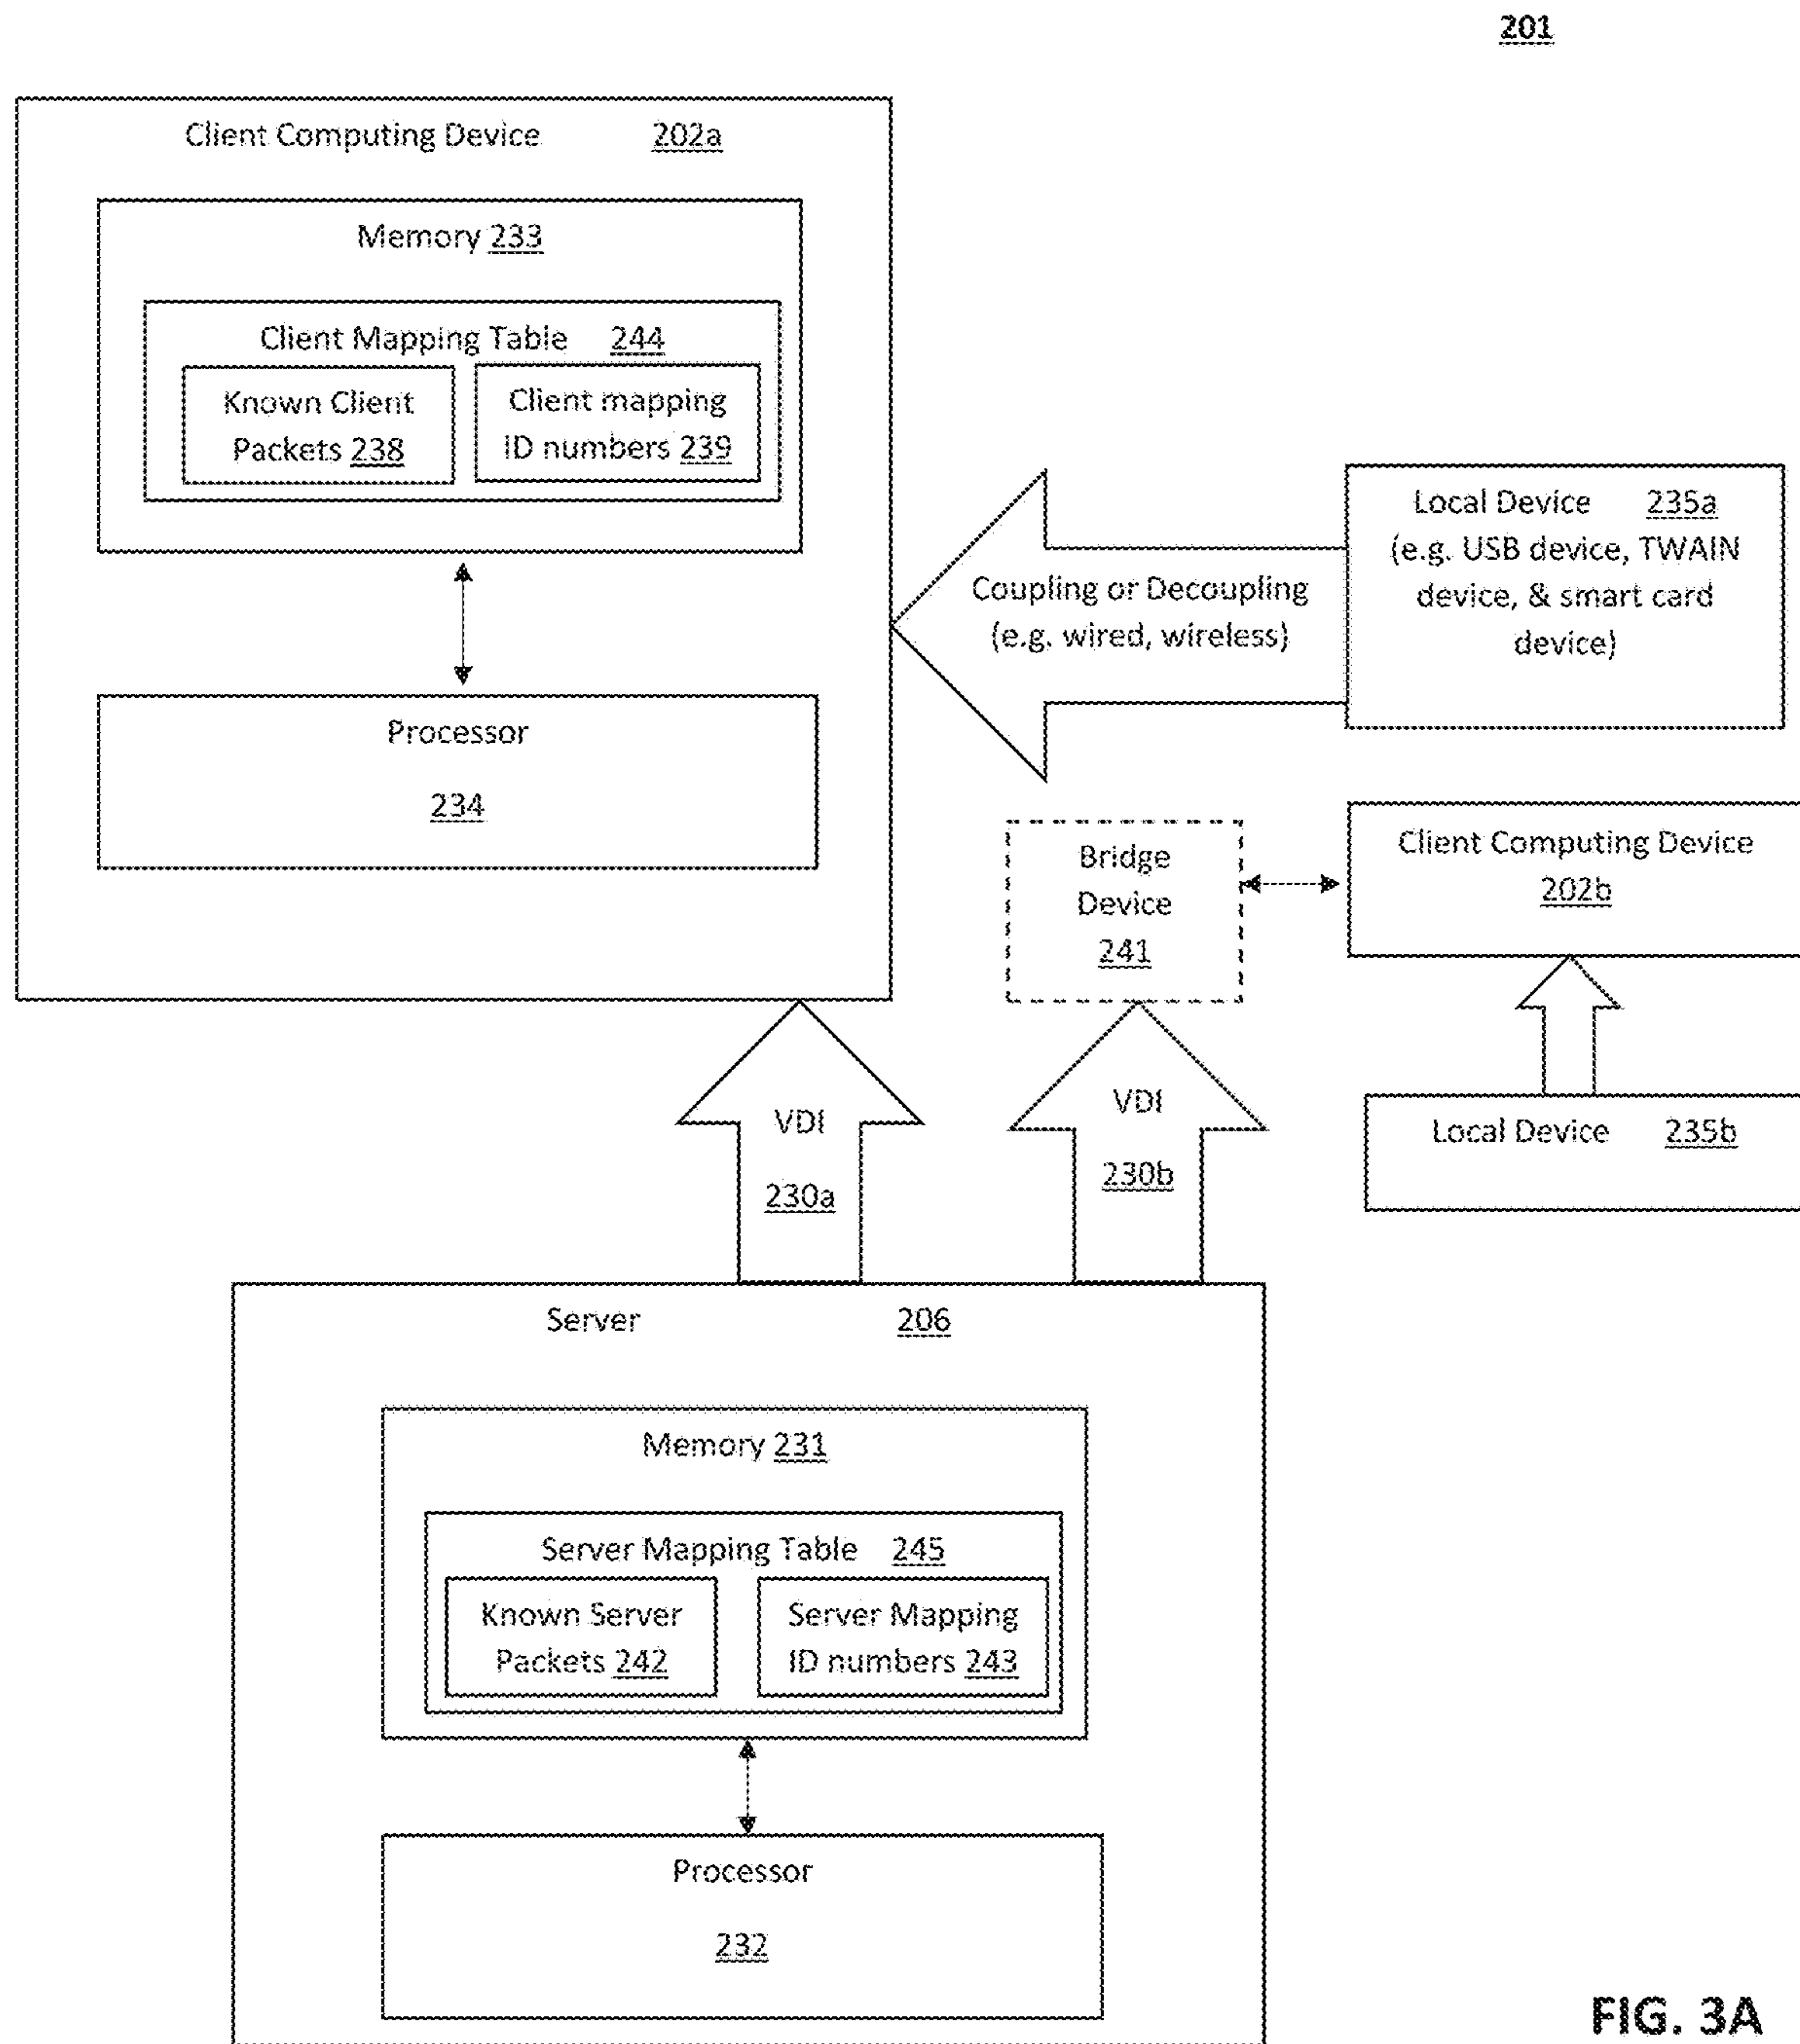 201
Client Computing Device 202a
Memory 233
Client Mapping Table 244
Known Client
Packets 238
Client mapping
ID numbers 239
Processor
234
Coupling or Decoupling
(e.g. wired, wireless)
Local Device 235a
(e.g. USB device, TWAIN
device, & smart card
device)
Bridge
Device
241
Client Computing Device
202b
Local Device 235b
VDI
230a
VDI
230b
Server 206
Memory 231
Server Mapping Table 245
Known Server
Packets 242
Server Mapping
ID numbers 243
Processor
232
FIG. 3A